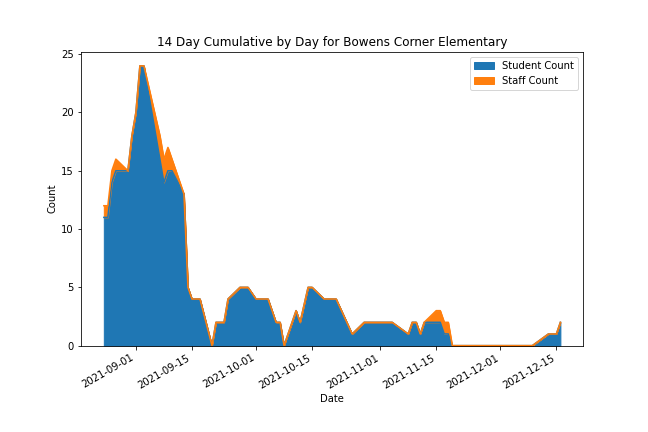 14 Day Cumulative by Day for Bowens Corner Elementary
Student Count
Staff Count
25
20
15
10
5
0
Count
2021-09-01
2021-09-15
2021-10-01
2021-10-15
2021-11-01
2021-11-15
2021-12-01
2021-12-15
Date